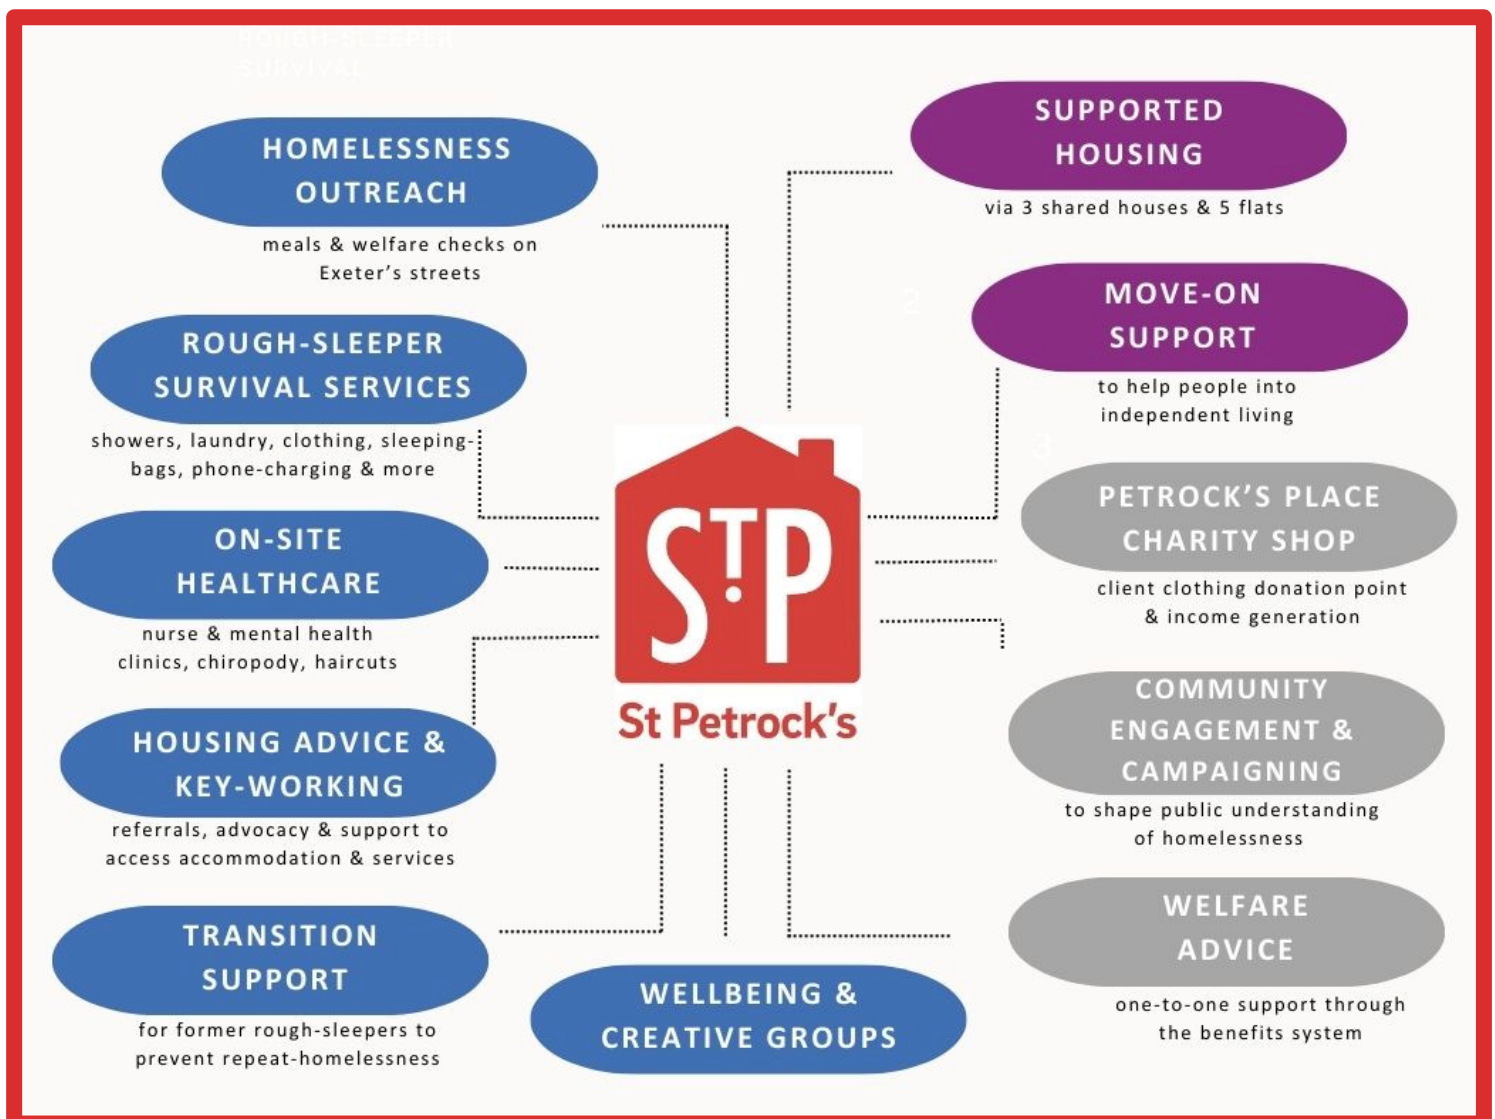 ROUGH-SLEEPER
SURVIVAL
HOMELESSNESS
OUTREACH
meals & welfare checks on
Exeter's streets
ROUGH-SLEEPER
SURVIVAL SERVICES
showers, laundry, clothing, sleeping-
bags, phone-charging & more
ON-SITE
HEALTHCARE
nurse & mental health
clinics, chiropody, haircuts
HOUSING ADVICE &
KEY-WORKING
referrals, advocacy & support to
access accommodation & services
TRANSITION
SUPPORT
for former rough-sleepers to
prevent repeat-homelessness
STP
St Petrock's
WELLBEING &
CREATIVE GROUPS
SUPPORTED
HOUSING
via 3 shared houses & 5 flats
2
MOVE-ON
SUPPORT
to help people into
independent living
3
PETROCK'S PLACE
CHARITY SHOP
client clothing donation point
& income generation
COMMUNITY
ENGAGEMENT &
CAMPAIGNING
to shape public understanding
of homelessness
WELFARE
ADVICE
one-to-one support through
the benefits system